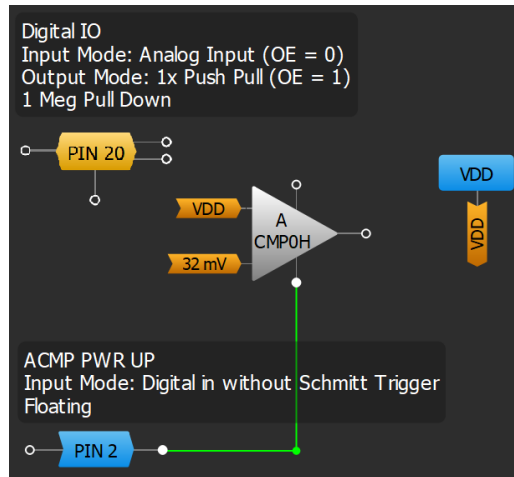 Digital IO
Input Mode: Analog Input (OE = 0)
Output Mode: 1x Push Pull (OE = 1)
1 Meg Pull Down
PIN 20
VDD
VDD
A
CMP0H
VDD
32 mV
ACMP PWR UP
Input Mode: Digital in without Schmitt Trigger
Floating
PIN 2